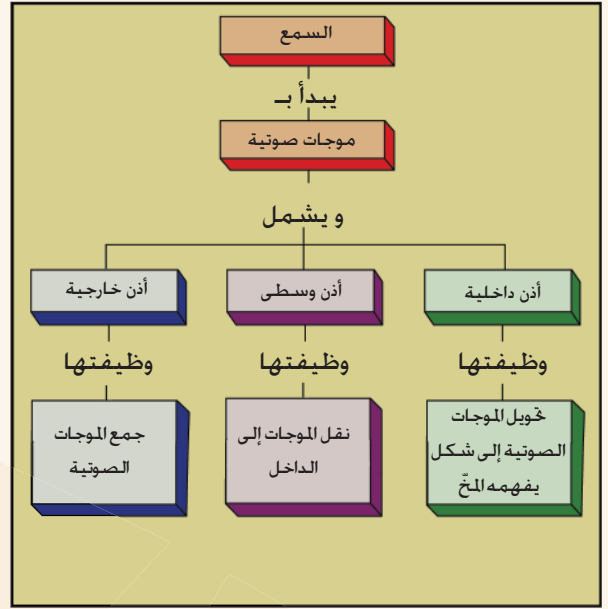 السمع
يبدأ بـ
موجات صوتية
و يشمل
أذن داخلية
أذن وسطى
أذن خارجية
وظيفتها
وظيفتها
وظيفتها
تحويل الموجات
الصوتية إلى شكل
يفهمه المخّ
نقل الموجات إلى
الداخل
جمع الموجات
الصوتية